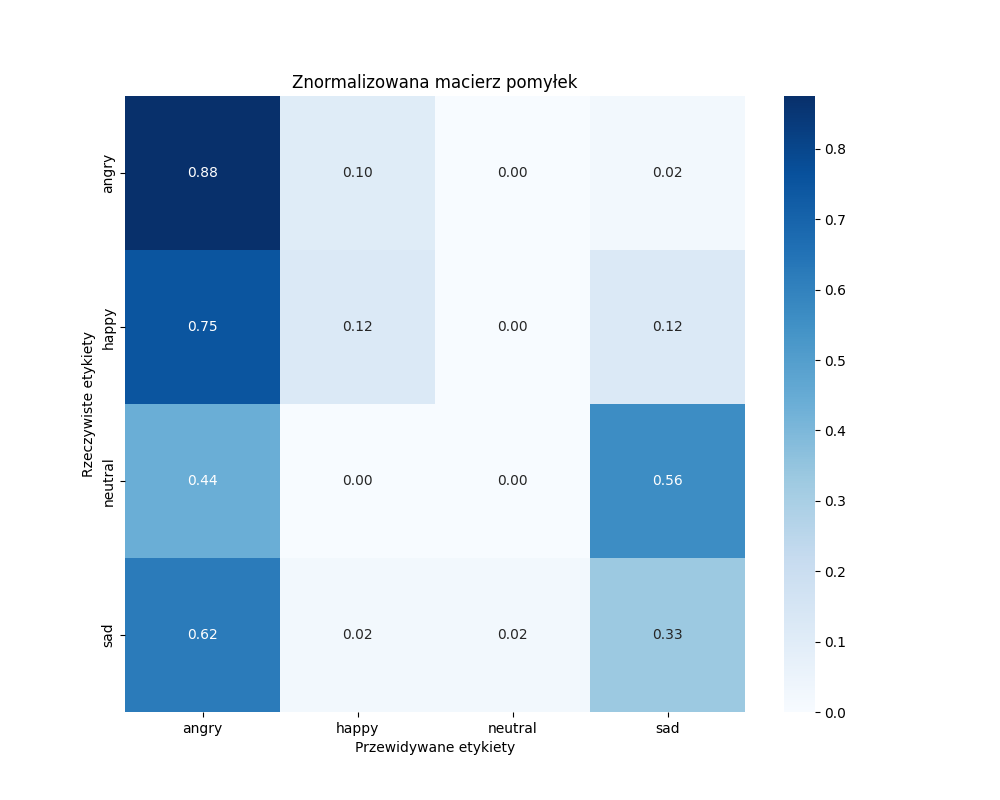 Znormalizowana macierz pomyłek
Rzeczywiste etykiety
angry
0.88
0.10
0.00
0.02
happy
0.75
0.12
0.00
0.12
neutral
0.44
0.00
0.00
0.56
sad
0.62
0.02
0.02
0.33
angry
happy
neutral
sad
Przewidywane etykiety
0.8
0.7
0.6
0.5
0.4
0.3
0.2
0.1
0.0